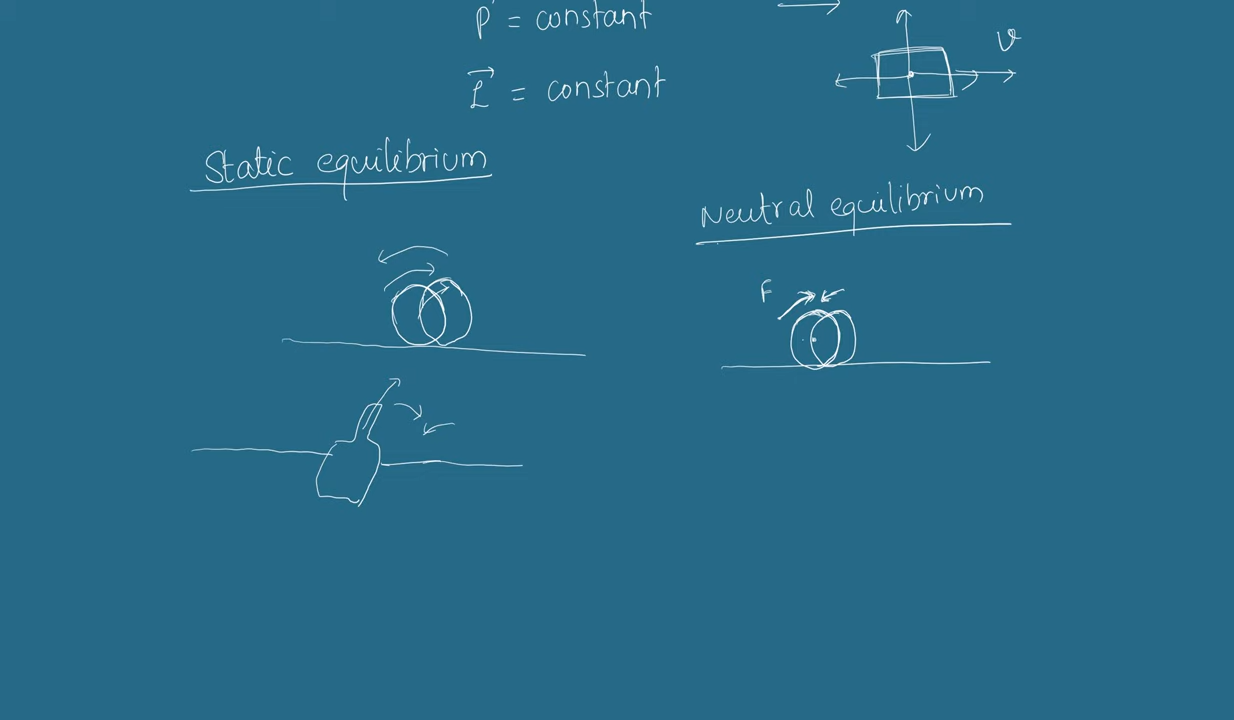 P = constant
L = constant
v
Static equilibrium
Neutral equilibrium
F